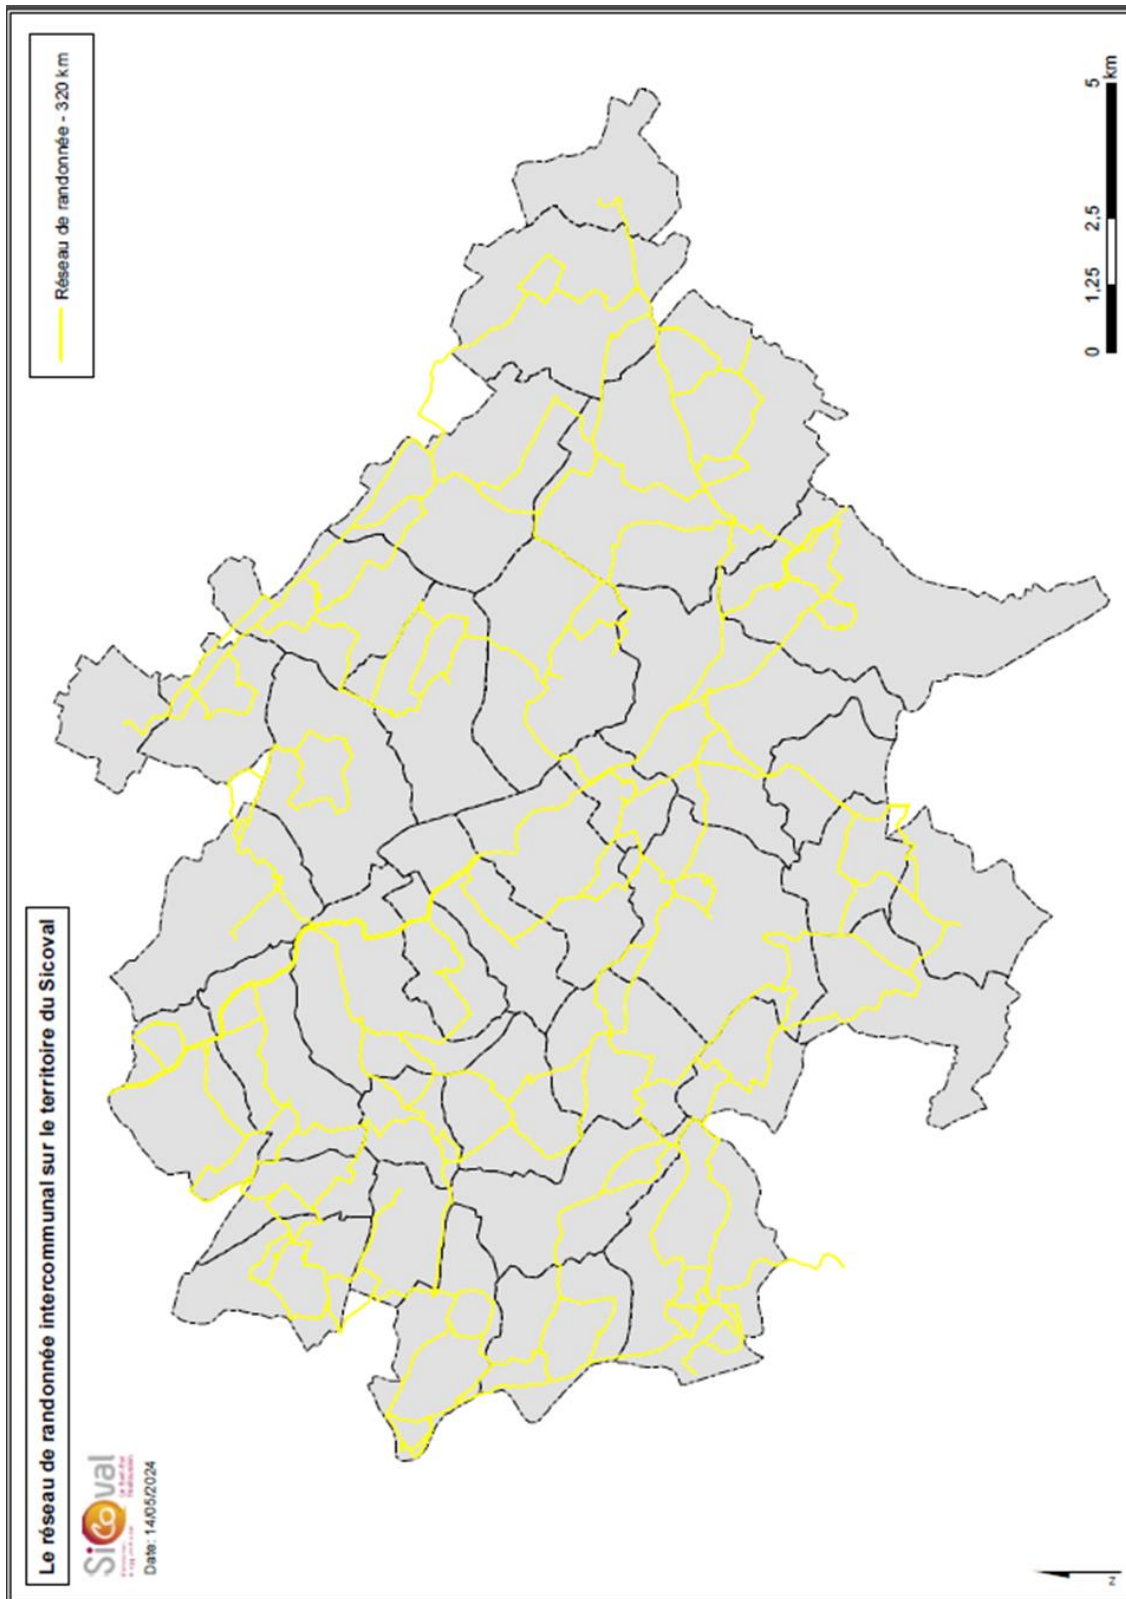 Le réseau de randonnée intercommunal sur le territoire du Sicoval
Réseau de randonnée - 320 km
Sicoval
Date: 14/05/2024
0 1,25 2,5 5
km
N